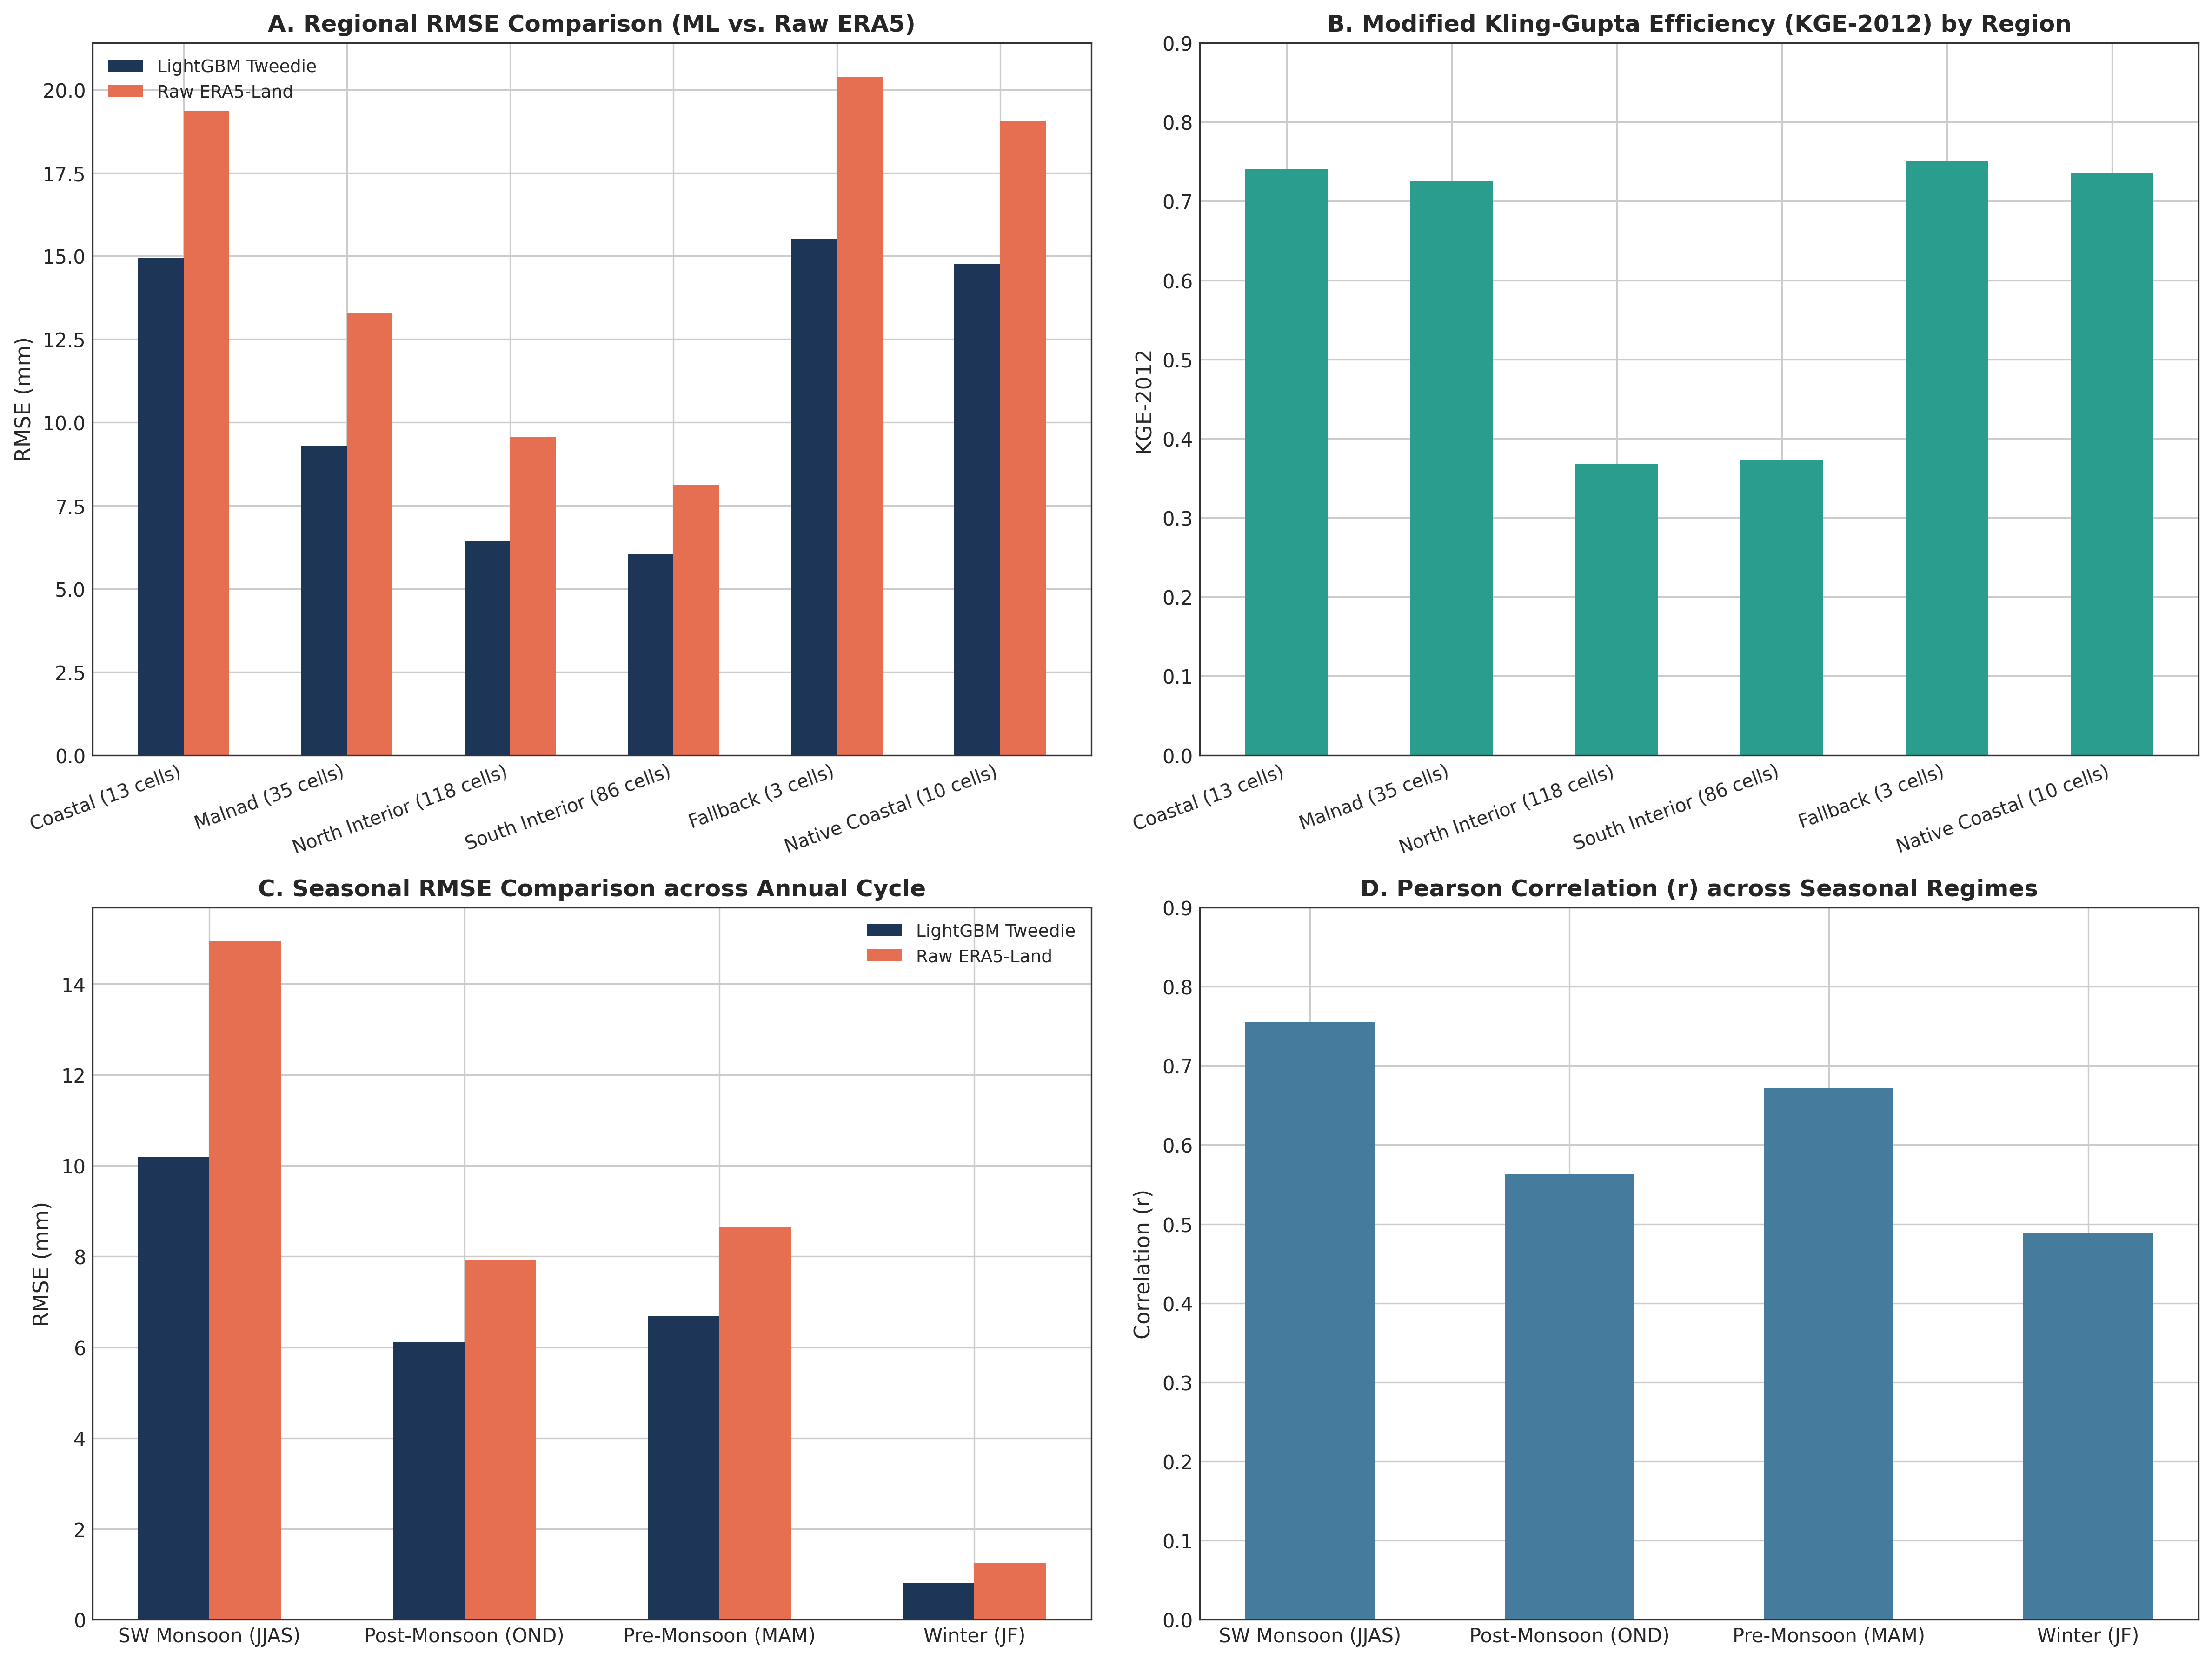 A. Regional RMSE Comparison (ML vs. Raw ERA5)
LightGBM Tweedie
Raw ERA5-Land
RMSE (mm)
20.0
17.5
15.0
12.5
10.0
7.5
5.0
2.5
0.0
Coastal (13 cells)
Malnad (35 cells)
North Interior (118 cells)
South Interior (86 cells)
Fallback (3 cells)
Native Coastal (10 cells)
B. Modified Kling-Gupta Efficiency (KGE-2012) by Region
KGE-2012
0.9
0.8
0.7
0.6
0.5
0.4
0.3
0.2
0.1
0.0
Coastal (13 cells)
Malnad (35 cells)
North Interior (118 cells)
South Interior (86 cells)
Fallback (3 cells)
Native Coastal (10 cells)
C. Seasonal RMSE Comparison across Annual Cycle
LightGBM Tweedie
Raw ERA5-Land
RMSE (mm)
14
12
10
8
6
4
2
0
SW Monsoon (JJAS)
Post-Monsoon (OND)
Pre-Monsoon (MAM)
Winter (JF)
D. Pearson Correlation (r) across Seasonal Regimes
Correlation (r)
0.9
0.8
0.7
0.6
0.5
0.4
0.3
0.2
0.1
0.0
SW Monsoon (JJAS)
Post-Monsoon (OND)
Pre-Monsoon (MAM)
Winter (JF)